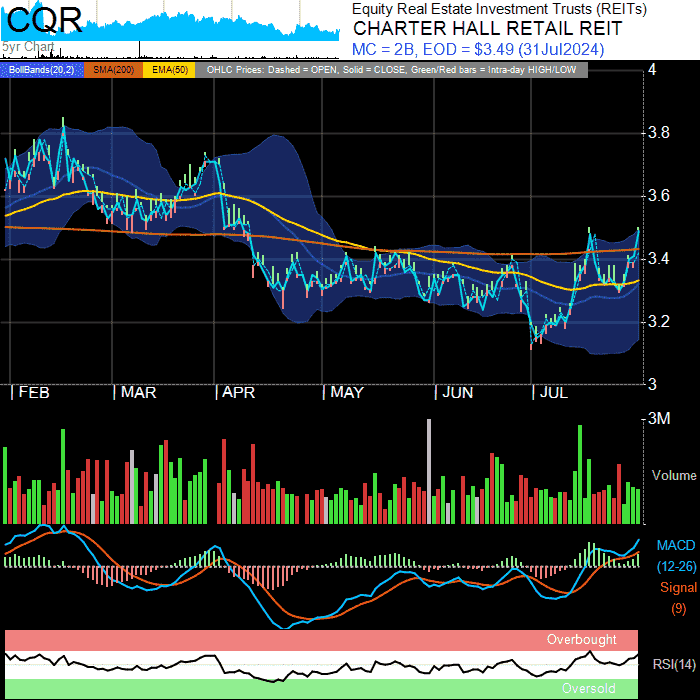 CQR
5yr Chart
Equity Real Estate Investment Trusts (REITs)
CHARTER HALL RETAIL REIT
MC = 2B, EOD = $3.49 (31Jul2024)
BollBands(20,2) SMA(200) EMA(50) OHLC Prices: Dashed = OPEN, Solid = CLOSE, Green/Red bars = Intra-day HIGH/LOW
4
3.8
3.6
3.4
3.2
3
FEB MAR APR MAY JUN JUL
3M
Volume
MACD
(12-26)
Signal
(9)
Overbought
RSI(14)
Oversold